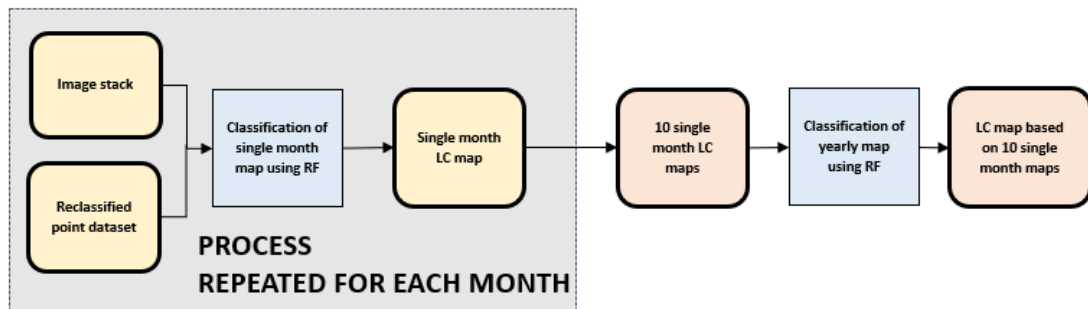 Image stack
Reclassified
point dataset
Classification of
single month
map using RF
Single month
LC map
PROCESS
REPEATED FOR EACH MONTH
10 single
month LC
maps
Classification of
yearly map
using RF
LC map based
on 10 single
month maps